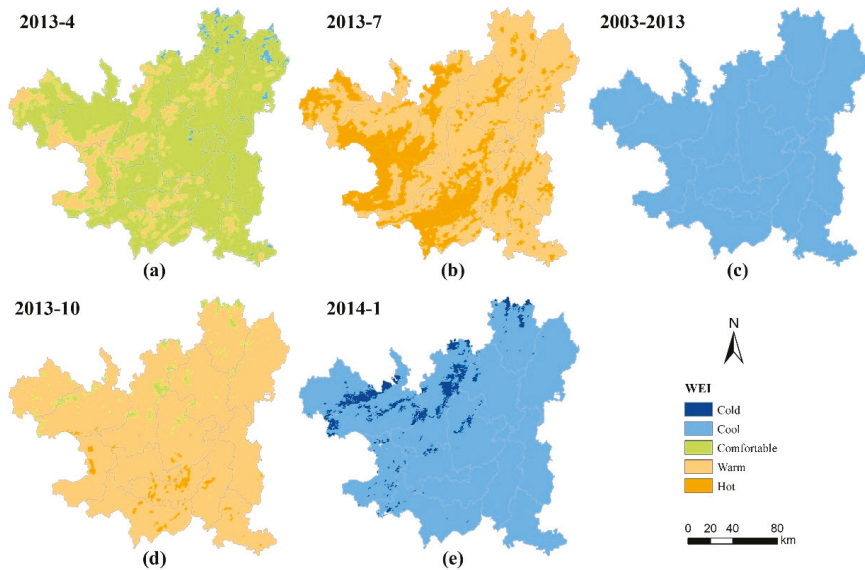 2013-4
2013-7
2003-2013
(a)
(b)
(c)
2013-10
2014-1
N
WEI
Cold
Cool
Comfortable
Warm
Hot
0 20 40 80
km
(d)
(e)